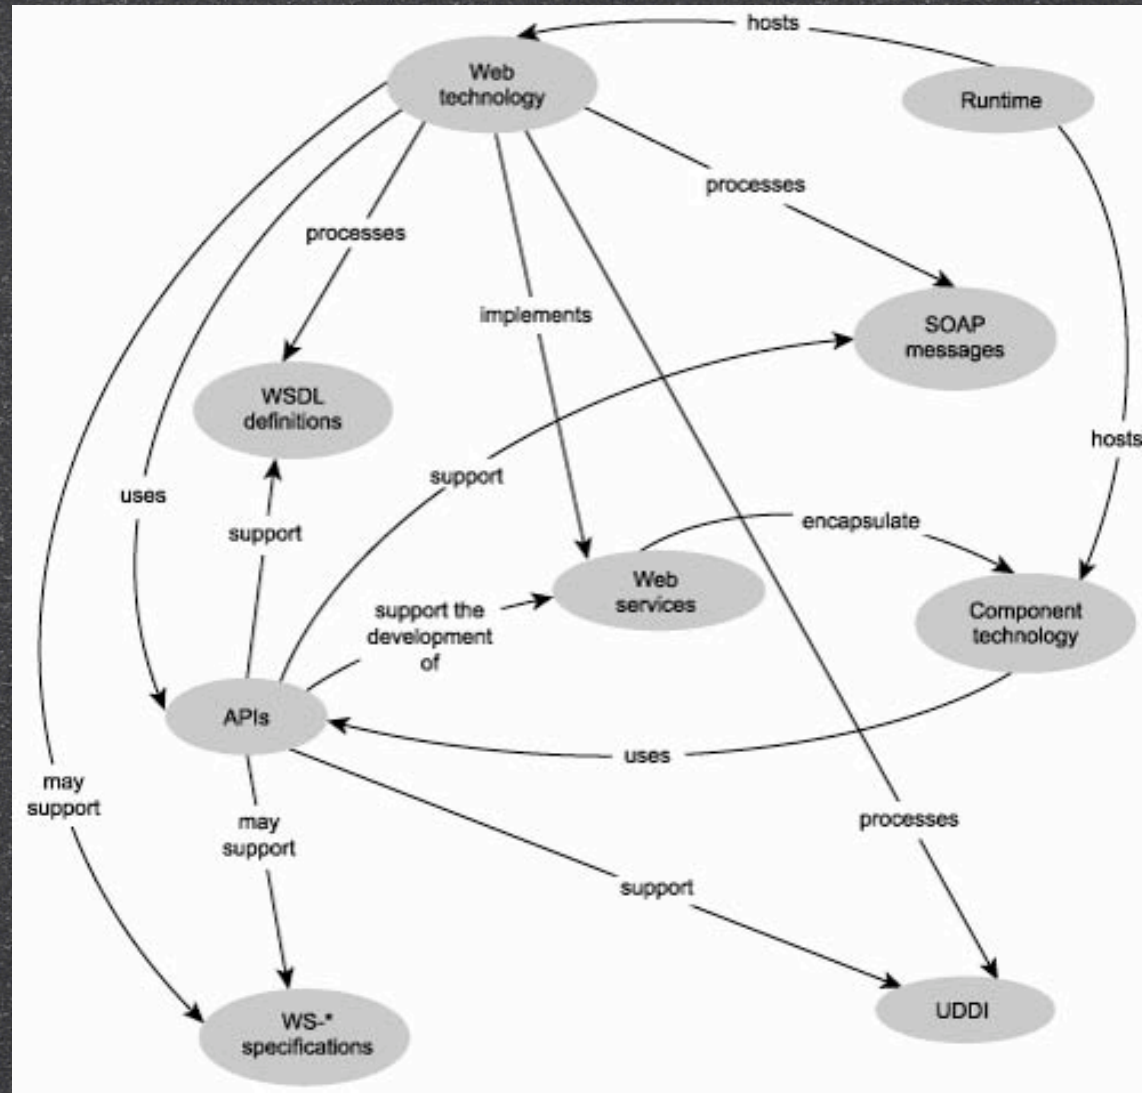 hosts
Web
technology
Runtime
processes
processes
implements
SOAP
messages
WSDL
definitions
hosts
support
uses
encapsulate
support
Web
services
support the
development
of
Component
technology
APIs
uses
may
support
may
support
processes
support
UDDI
WS-*
specifications